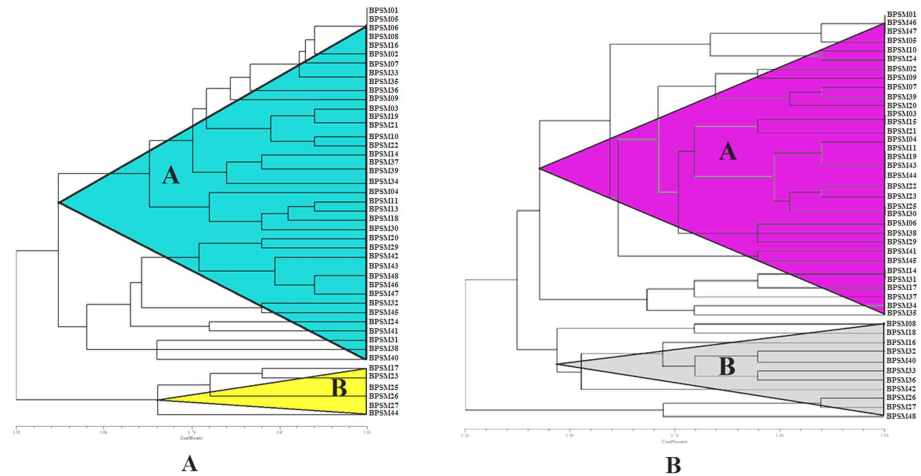 BPSM01
BPSM05
BPSM06
BPSM08
BPSM16
BPSM02
BPSM07
BPSM33
BPSM35
BPSM36
BPSM09
BPSM03
BPSM19
BPSM21
BPSM10
BPSM22
BPSM14
BPSM37
BPSM39
BPSM34
BPSM04
BPSM11
BPSM13
BPSM18
BPSM30
BPSM20
BPSM29
BPSM42
BPSM43
BPSM48
BPSM46
BPSM47
BPSM32
BPSM45
BPSM24
BPSM41
BPSM31
BPSM38
BPSM40
BPSM17
BPSM23
BPSM25
BPSM26
BPSM27
BPSM44
A
B
Coefficient
A
BPSM01
BPSM46
BPSM47
BPSM05
BPSM10
BPSM24
BPSM02
BPSM09
BPSM07
BPSM39
BPSM20
BPSM03
BPSM15
BPSM21
BPSM04
BPSM11
BPSM19
BPSM43
BPSM44
BPSM22
BPSM23
BPSM25
BPSM30
BPSM06
BPSM38
BPSM29
BPSM41
BPSM45
BPSM14
BPSM31
BPSM17
BPSM37
BPSM34
BPSM35
BPSM08
BPSM18
BPSM16
BPSM32
BPSM40
BPSM33
BPSM36
BPSM42
BPSM26
BPSM27
BPSM48
A
B
Coefficient
B